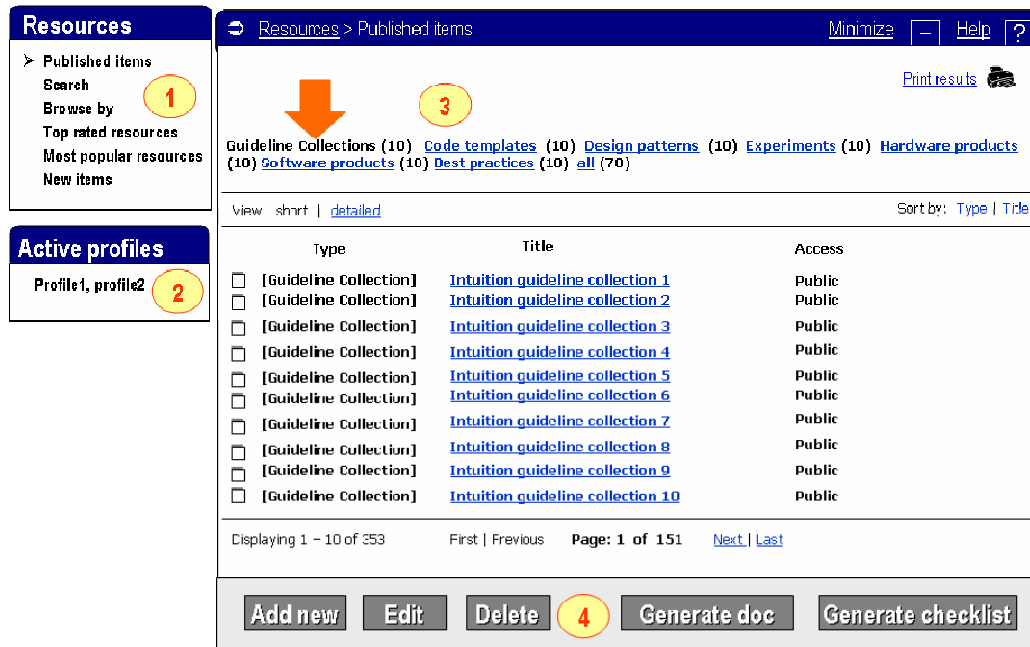 Resources
Published items
Search
Browse by
Top rated resources
Most popular resources
New items
1
Active profiles
Profile1, profile2
2
Resources > Published items
Minimize
_
Help
?
Print results
3
Guideline Collections (10) Code templates (10) Design patterns (10) Experiments (10) Hardware products
(10) Software products (10) Best practices (10) all (70)
View short | detailed
Sort by: Type | Title
Type Title Access
[Guideline Collection] Intuition guideline collection 1 Public
[Guideline Collection] Intuition guideline collection 2 Public
[Guideline Collection] Intuition guideline collection 3 Public
[Guideline Collection] Intuition guideline collection 4 Public
[Guideline Collection] Intuition guideline collection 5 Public
[Guideline Collection] Intuition guideline collection 6 Public
[Guideline Collection] Intuition guideline collection 7 Public
[Guideline Collection] Intuition guideline collection 8 Public
[Guideline Collection] Intuition guideline collection 9 Public
[Guideline Collection] Intuition guideline collection 10 Public
Displaying 1 – 10 of 353 First | Previous Page: 1 of 151 Next | Last
Add new Edit Delete 4 Generate doc Generate checklist